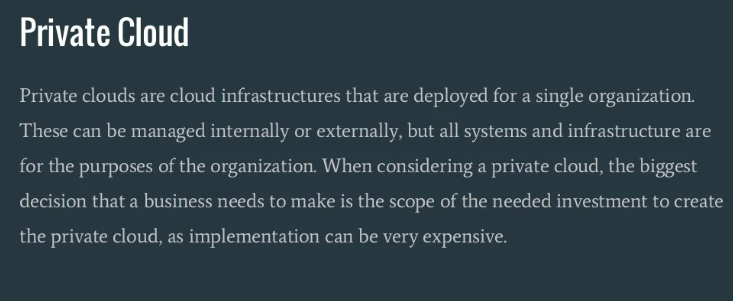 Private Cloud
Private clouds are cloud infrastructures that are deployed for a single organization.
These can be managed internally or externally, but all systems and infrastructure are
for the purposes of the organization. When considering a private cloud, the biggest
decision that a business needs to make is the scope of the needed investment to create
the private cloud, as implementation can be very expensive.